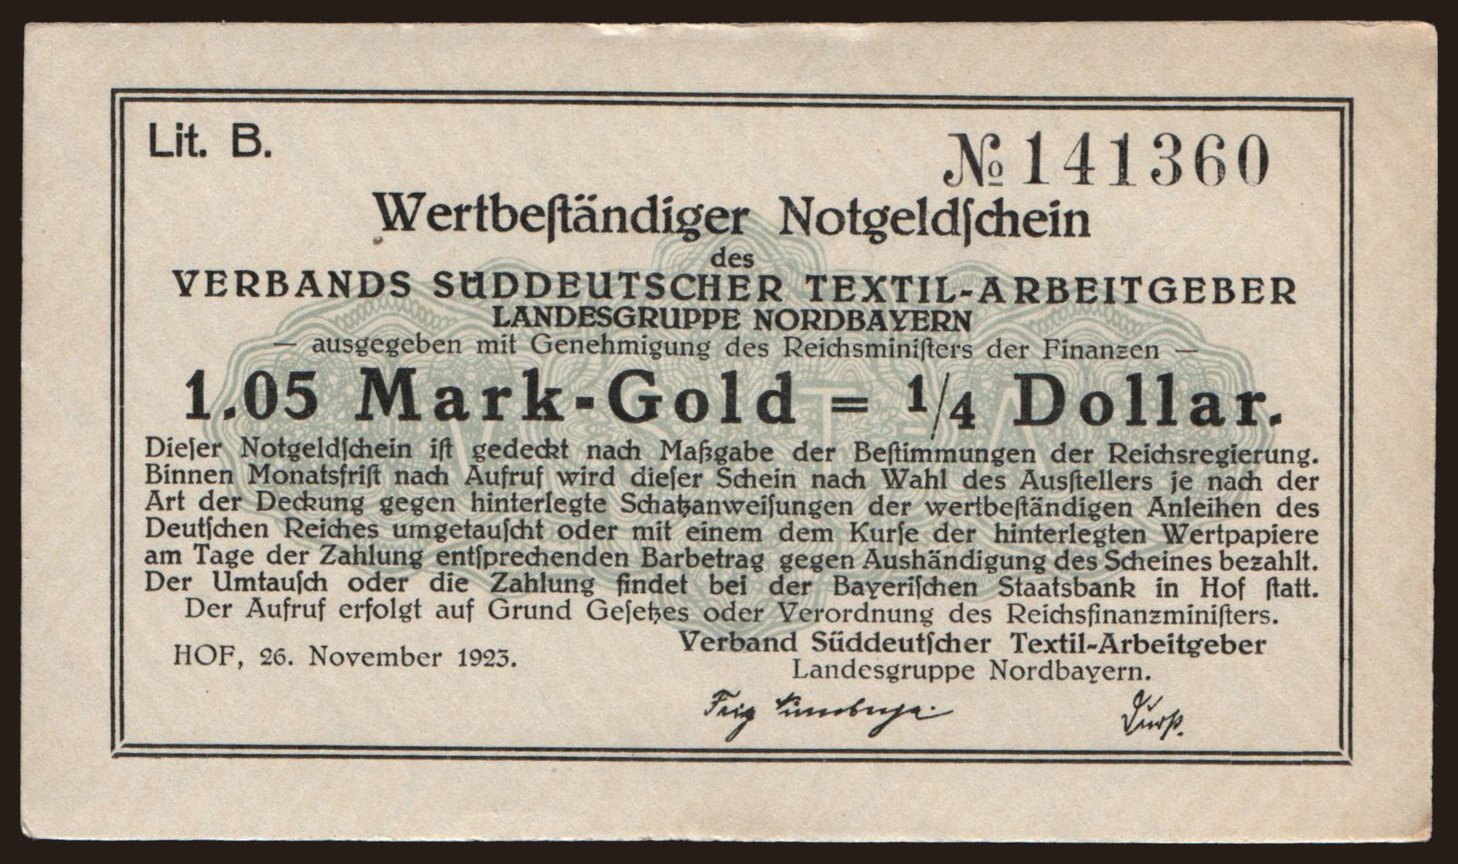 Lit. B.
№ 141360
Wertbeſtändiger Notgeldſchein
des
VERBANDS SÜDDEUTSCHER TEXTIL-ARBEITGEBER
LANDESGRUPPE NORDBAYERN
— ausgegeben mit Genehmigung des Reichsminiſters der Finanzen —
1.05 Mark-Gold = 1/4 Dollar.
Dieſer Notgeldſchein iſt gedeckt nach Maßgabe der Beſtimmungen der Reichsregierung.
Binnen Monatsfriſt nach Aufruf wird dieſer Schein nach Wahl des Ausſtellers je nach der
Art der Deckung gegen hinterlegte Schatzanweiſungen der wertbeſtändigen Anleihen des
Deutſchen Reiches umgetauſcht oder mit einem dem Kurſe der hinterlegten Wertpapiere
am Tage der Zahlung entſprechenden Barbetrag gegen Aushändigung des Scheines bezahlt.
Der Umtauſch oder die Zahlung findet bei der Bayeriſchen Staatsbank in Hof ſtatt.
Der Aufruf erfolgt auf Grund Geſetzes oder Verordnung des Reichsfinanzminiſters.
HOF, 26. November 1923.
Verband Süddeutſcher Textil-Arbeitgeber
Landesgruppe Nordbayern.